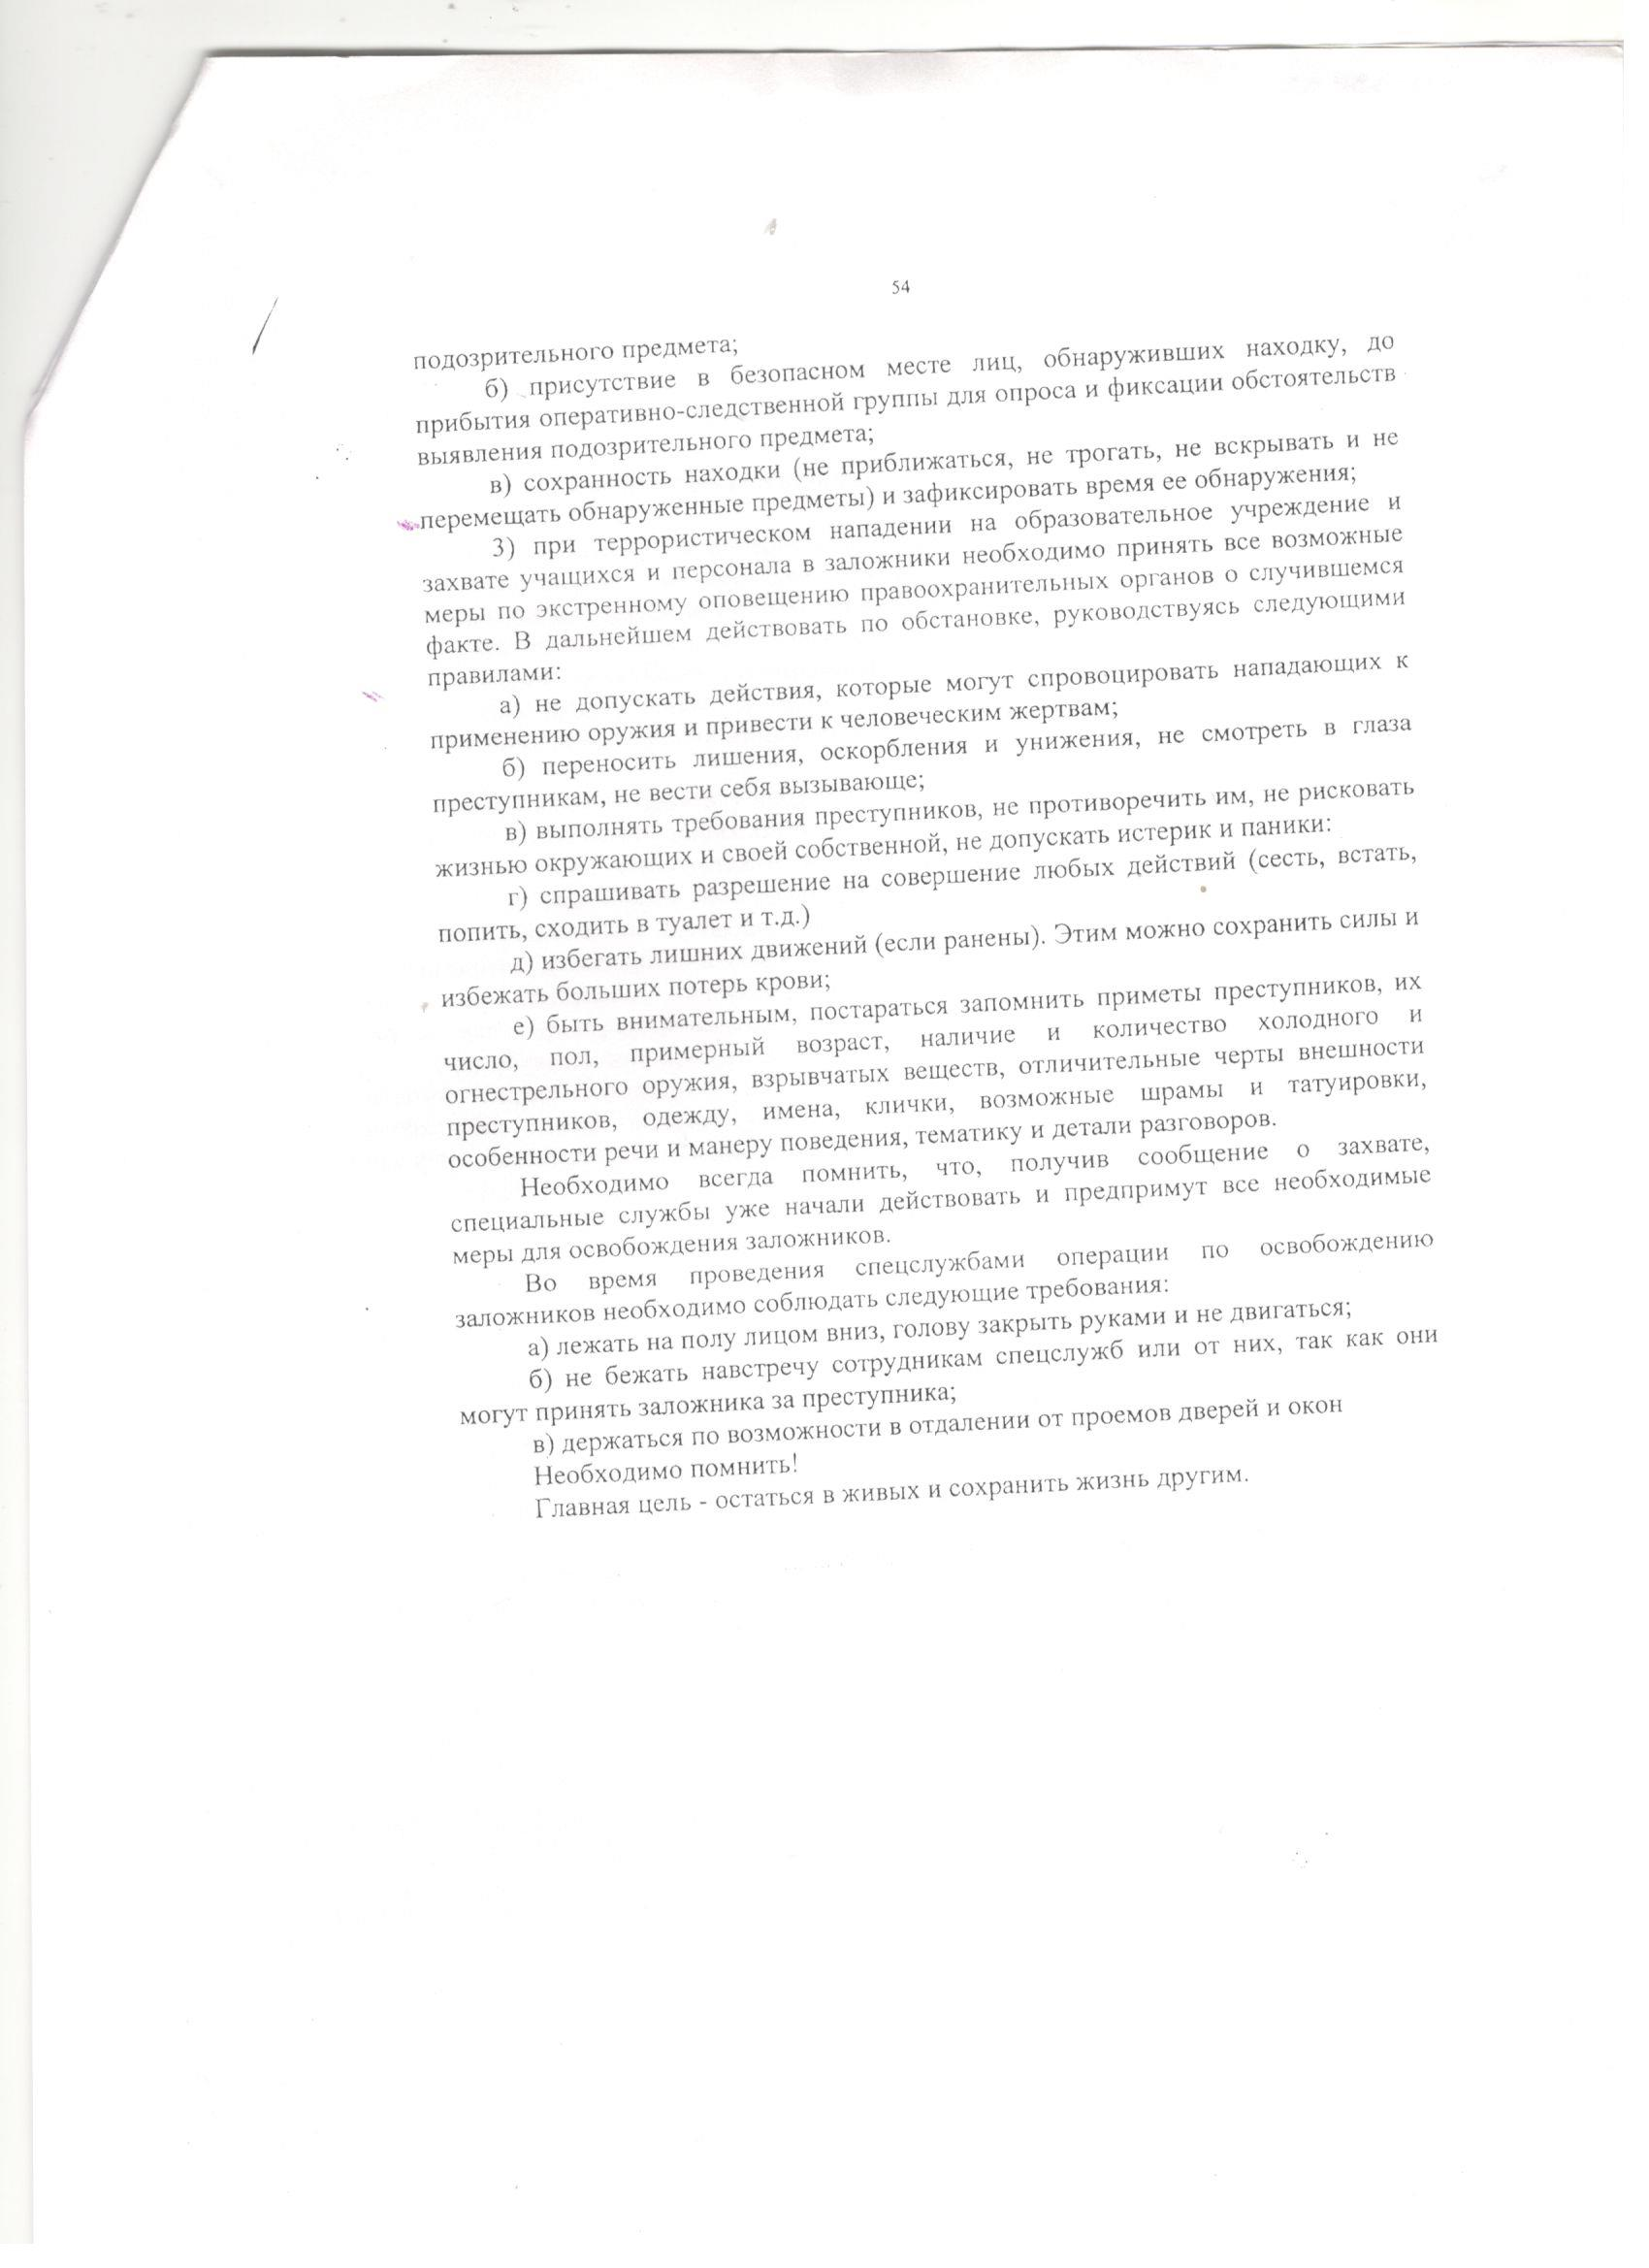 54
подозрительного предмета;
б) присутствие в безопасном месте лиц, обнаруживших находку, до
прибытия оперативно-следственной группы для опроса и фиксации обстоятельств
выявления подозрительного предмета;
в) сохранность находки (не приближаться, не трогать, не вскрывать и не
перемещать обнаруженные предметы) и зафиксировать время ее обнаружения;
3) при террористическом нападении на образовательное учреждение и
захвате учащихся и персонала в заложники необходимо принять все возможные
меры по экстренному оповещению правоохранительных органов о случившемся
факте. В дальнейшем действовать по обстановке, руководствуясь следующими
правилами:
а) не допускать действия, которые могут спровоцировать нападающих к
применению оружия и привести к человеческим жертвам;
б) переносить лишения, оскорбления и унижения, не смотреть в глаза
преступникам, не вести себя вызывающе;
в) выполнять требования преступников, не противоречить им, не рисковать
жизнью окружающих и своей собственной, не допускать истерик и паники:
г) спрашивать разрешение на совершение любых действий (сесть, встать,
попить, сходить в туалет и т.д.)
д) избегать лишних движений (если ранены). Этим можно сохранить силы и
избежать больших потерь крови;
е) быть внимательным, постараться запомнить приметы преступников, их
число, пол, примерный возраст, наличие и количество холодного и
огнестрельного оружия, взрывчатых веществ, отличительные черты внешности
преступников, одежду, имена, клички, возможные шрамы и татуировки,
особенности речи и манеру поведения, тематику и детали разговоров.
Необходимо всегда помнить, что, получив сообщение о захвате,
специальные службы уже начали действовать и предпримут все необходимые
меры для освобождения заложников.
Во время проведения спецслужбами операции по освобождению
заложников необходимо соблюдать следующие требования:
а) лежать на полу лицом вниз, голову закрыть руками и не двигаться;
б) не бежать навстречу сотрудникам спецслужб или от них, так как они
могут принять заложника за преступника;
в) держаться по возможности в отдалении от проемов дверей и окон
Необходимо помнить!
Главная цель - остаться в живых и сохранить жизнь другим.